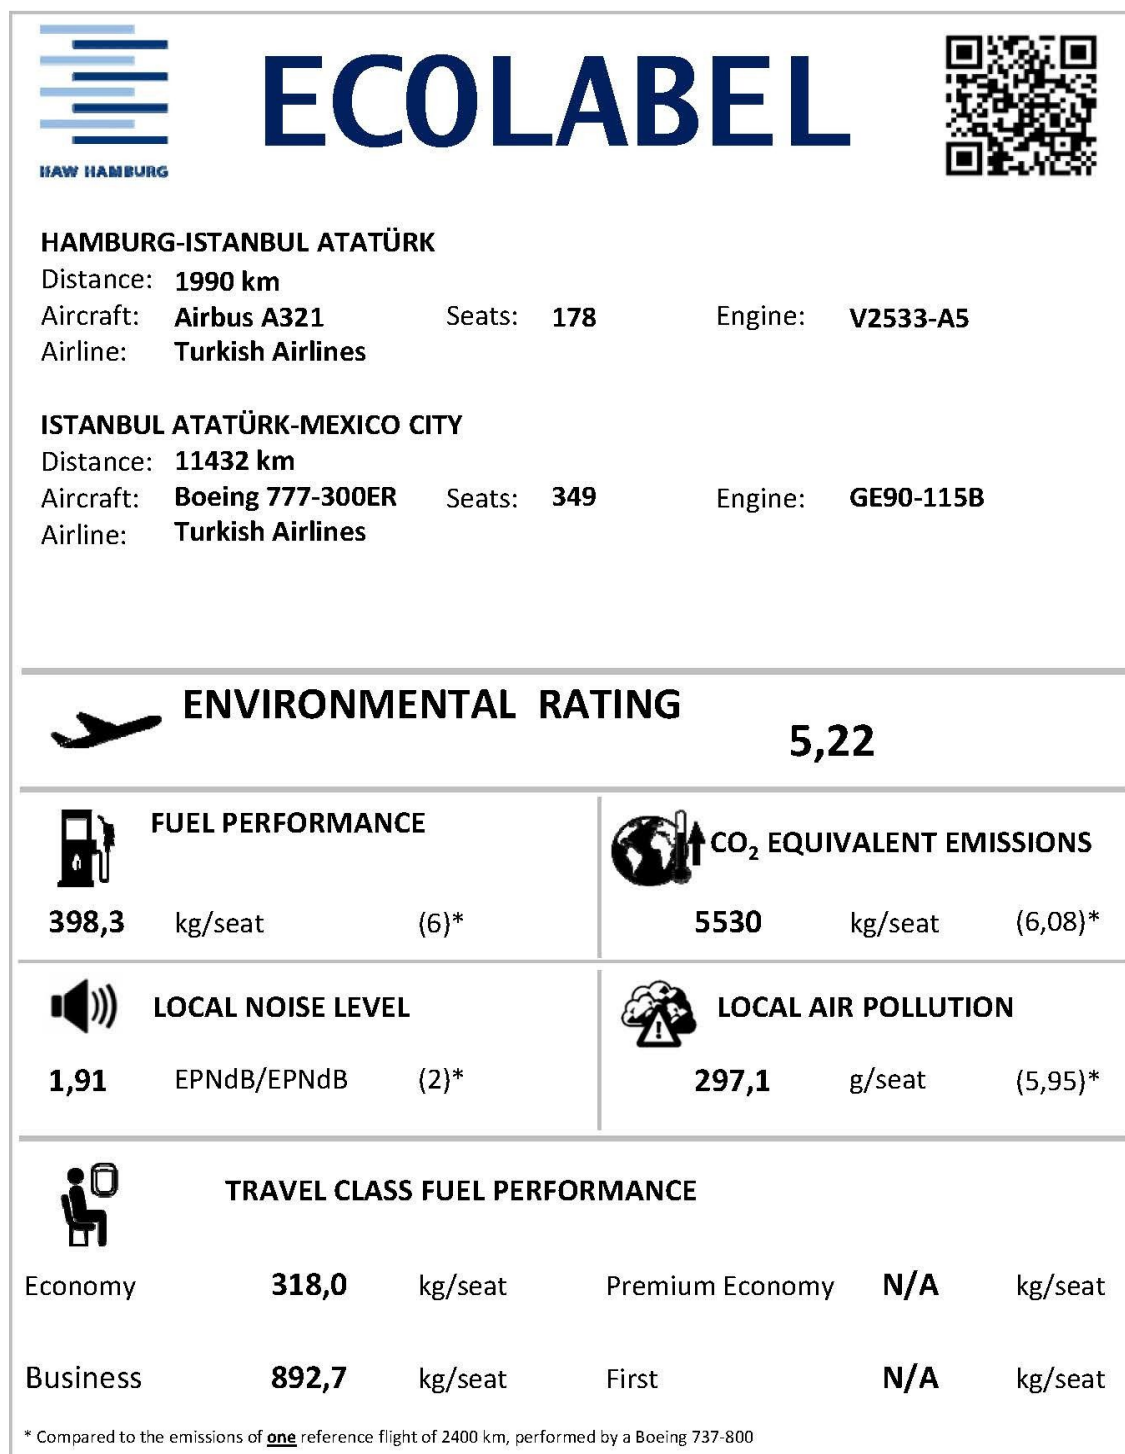 HAW HAMBURG
ECOLABEL
HAMBURG-ISTANBUL ATATÜRK
Distance: 1990 km
Aircraft: Airbus A321 Seats: 178 Engine: V2533-A5
Airline: Turkish Airlines
ISTANBUL ATATÜRK-MEXICO CITY
Distance: 11432 km
Aircraft: Boeing 777-300ER Seats: 349 Engine: GE90-115B
Airline: Turkish Airlines
ENVIRONMENTAL RATING
5,22
FUEL PERFORMANCE
398,3 kg/seat (6)*
CO₂ EQUIVALENT EMISSIONS
5530 kg/seat (6,08)*
LOCAL NOISE LEVEL
1,91 EPNdB/EPNdB (2)*
LOCAL AIR POLLUTION
297,1 g/seat (5,95)*
TRAVEL CLASS FUEL PERFORMANCE
Economy 318,0 kg/seat Premium Economy N/A kg/seat
Business 892,7 kg/seat First N/A kg/seat
* Compared to the emissions of one reference flight of 2400 km, performed by a Boeing 737-800